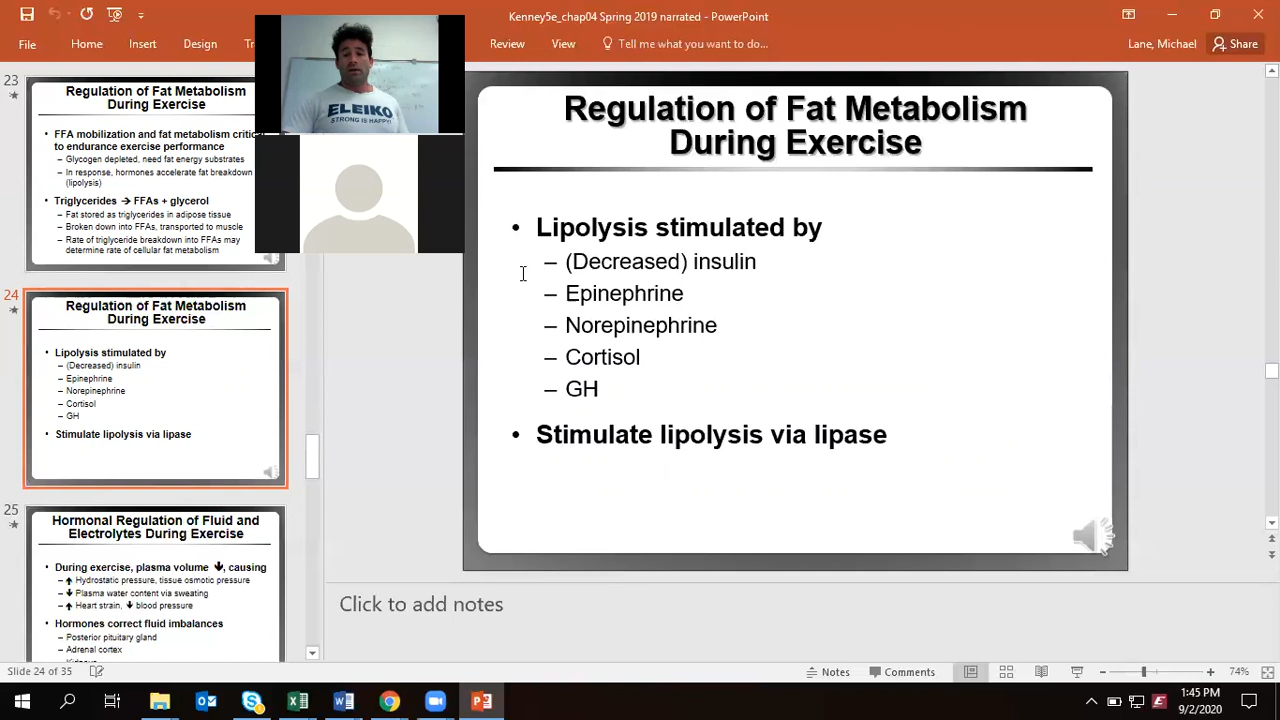 Kenney5e_chap04 Spring 2019 narrated - PowerPoint
File Home Insert Design Review View Tell me what you want to do... Lane, Michael Share
ELEIKO
STRONG IS HAPPY!
23
Regulation of Fat Metabolism
During Exercise
• FFA mobilization and fat metabolism critic
to endurance exercise performance
– Glycogen depleted, need fat energy substrates
– In response, hormones accelerate fat breakdown
(lipolysis)
• Triglycerides → FFAs + glycerol
– Fat stored as triglycerides in adipose tissue
– Broken down into FFAs, transported to muscle
– Rate of triglyceride breakdown into FFAs may
determine rate of cellular fat metabolism
24
Regulation of Fat Metabolism
During Exercise
• Lipolysis stimulated by
– (Decreased) insulin
– Epinephrine
– Norepinephrine
– Cortisol
– GH
• Stimulate lipolysis via lipase
25
Hormonal Regulation of Fluid and
Electrolytes During Exercise
• During exercise, plasma volume ↓, causing
– ↑ Hydrostatic pressure, tissue osmotic pressure
– ↓ Plasma water content via sweating
– ↑ Heart strain, ↓ blood pressure
• Hormones correct fluid imbalances
– Posterior pituitary gland
– Adrenal cortex
Regulation of Fat Metabolism
During Exercise
• Lipolysis stimulated by
– (Decreased) insulin
– Epinephrine
– Norepinephrine
– Cortisol
– GH
• Stimulate lipolysis via lipase
Click to add notes
Slide 24 of 35 Notes Comments 74%
1:45 PM
9/2/2020